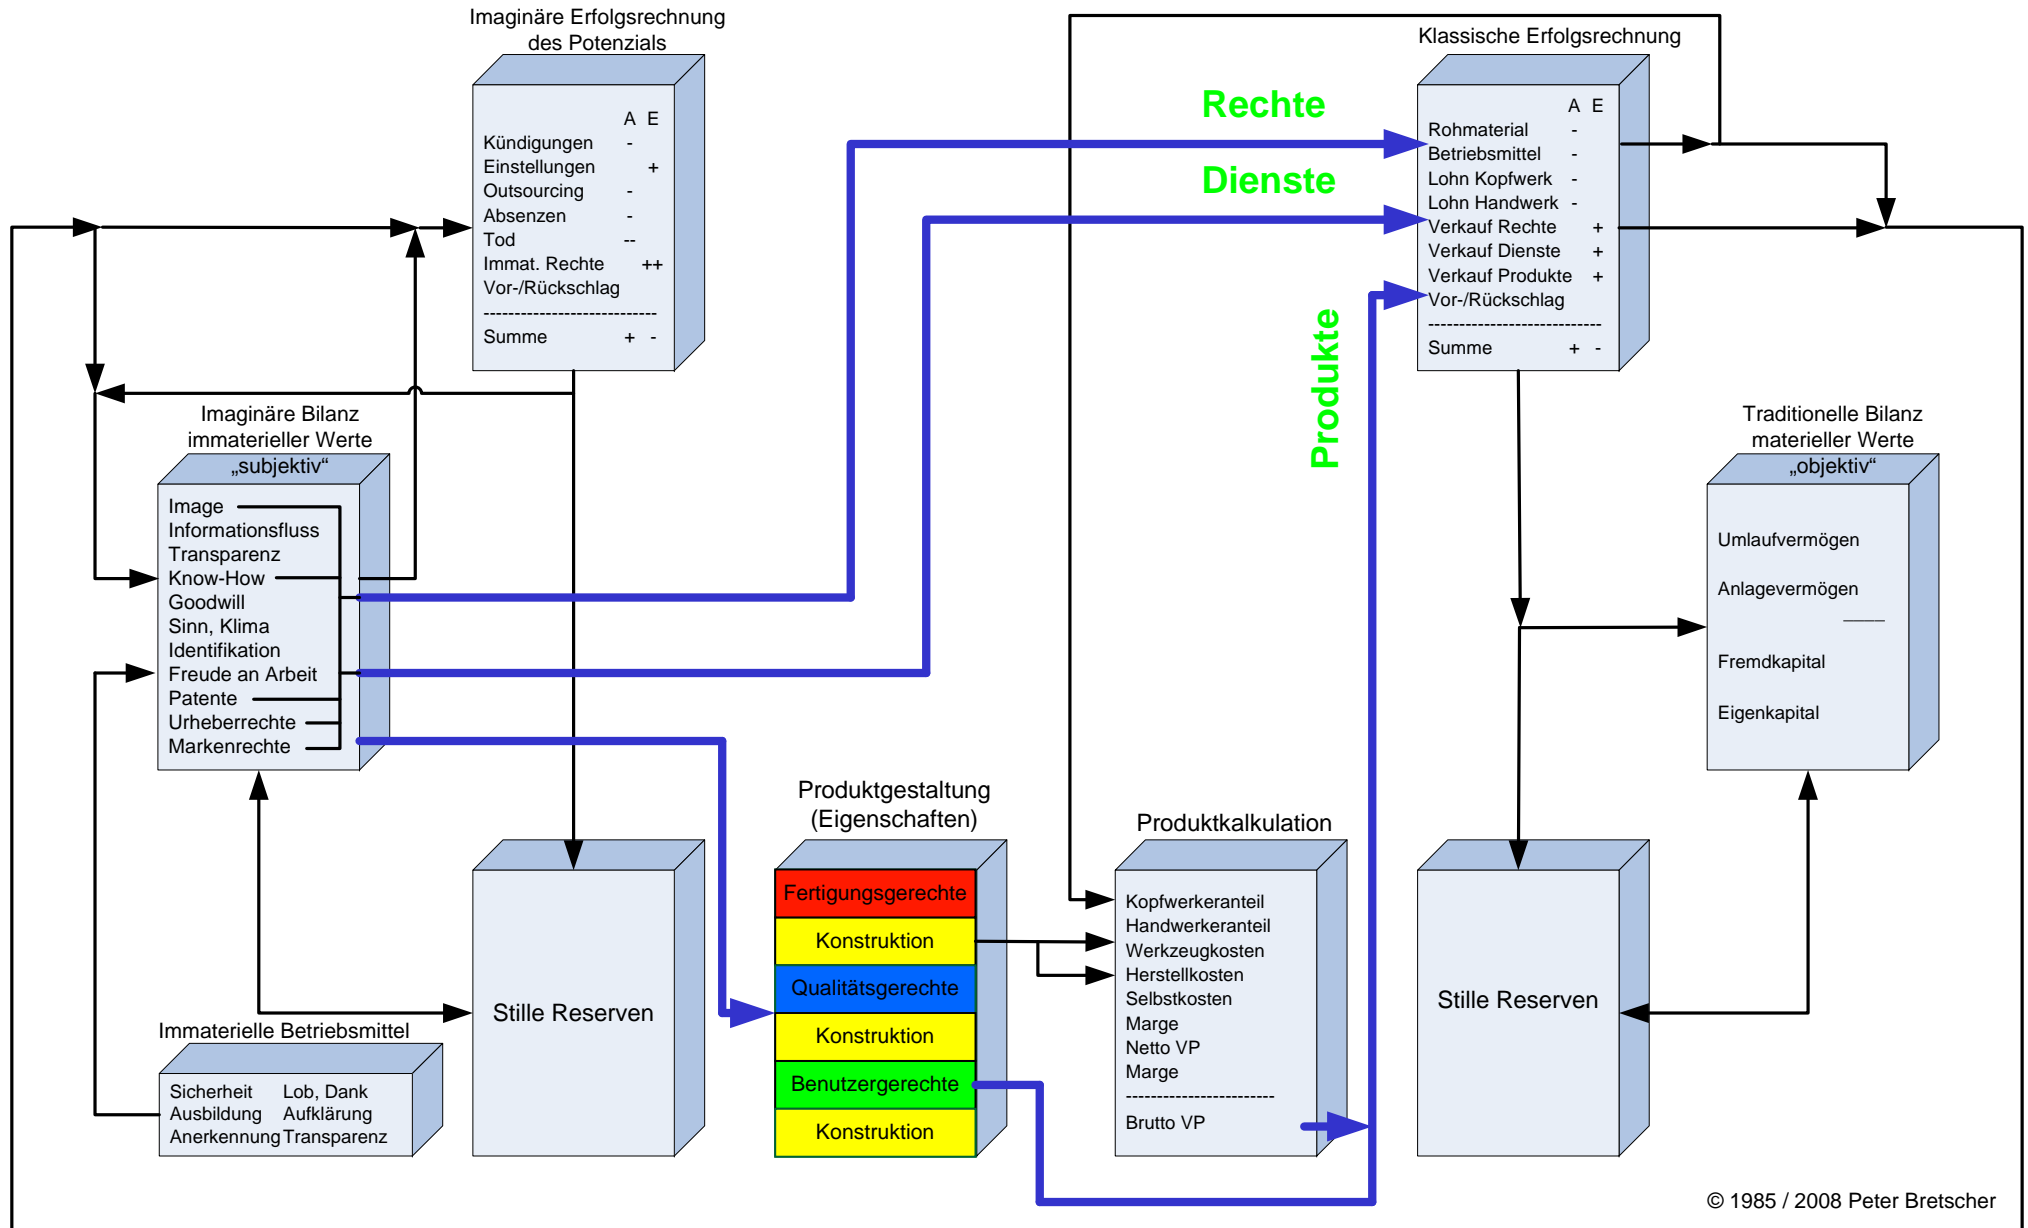 Imaginäre Erfolgsrechnung
des Potenzials
A E
Kündigungen -
Einstellungen +
Outsourcing -
Absenzen -
Tod --
Immat. Rechte ++
Vor-/Rückschlag
----------------------------
Summe + -
Rechte
Dienste
Produkte
Klassische Erfolgsrechnung
A E
Rohmaterial -
Betriebsmittel -
Lohn Kopfwerk -
Lohn Handwerk -
Verkauf Rechte +
Verkauf Dienste +
Verkauf Produkte +
Vor-/Rückschlag
----------------------------
Summe + -
Imaginäre Bilanz
immaterieller Werte
„subjektiv“
Image
Informationsfluss
Transparenz
Know-How
Goodwill
Sinn, Klima
Identifikation
Freude an Arbeit
Patente
Urheberrechte
Markenrechte
Traditionelle Bilanz
materieller Werte
„objektiv“
Umlaufvermögen
Anlagevermögen
____
Fremdkapital
Eigenkapital
Immaterielle Betriebsmittel
Sicherheit Lob, Dank
Ausbildung Aufklärung
Anerkennung Transparenz
Stille Reserven
Produktgestaltung
(Eigenschaften)
Fertigungsgerechte
Konstruktion
Qualitätsgerechte
Konstruktion
Benutzergerechte
Konstruktion
Produktkalkulation
Kopfwerkeranteil
Handwerkeranteil
Werkzeugkosten
Herstellkosten
Selbstkosten
Marge
Netto VP
Marge
------------------------
Brutto VP
Stille Reserven
© 1985 / 2008 Peter Bretscher